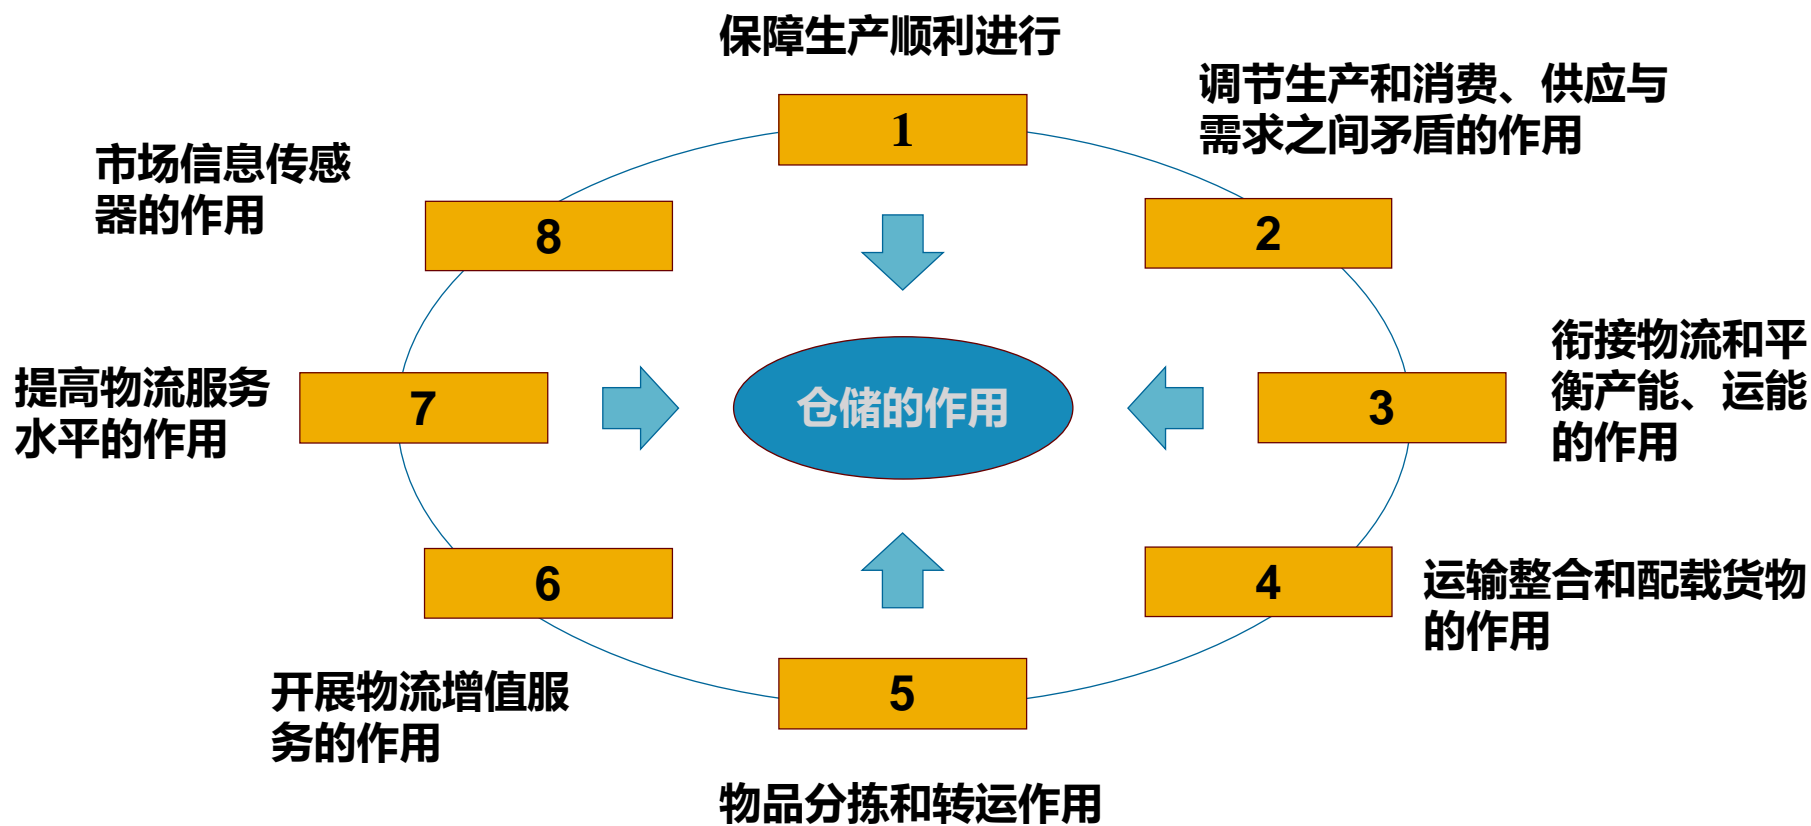 保障生产顺利进行
1
调节生产和消费、供应与
需求之间矛盾的作用
2
衔接物流和平
衡产能、运能
的作用
3
运输整合和配载货物
的作用
4
物品分拣和转运作用
5
开展物流增值服
务的作用
6
提高物流服务
水平的作用
7
市场信息传感
器的作用
8
仓储的作用